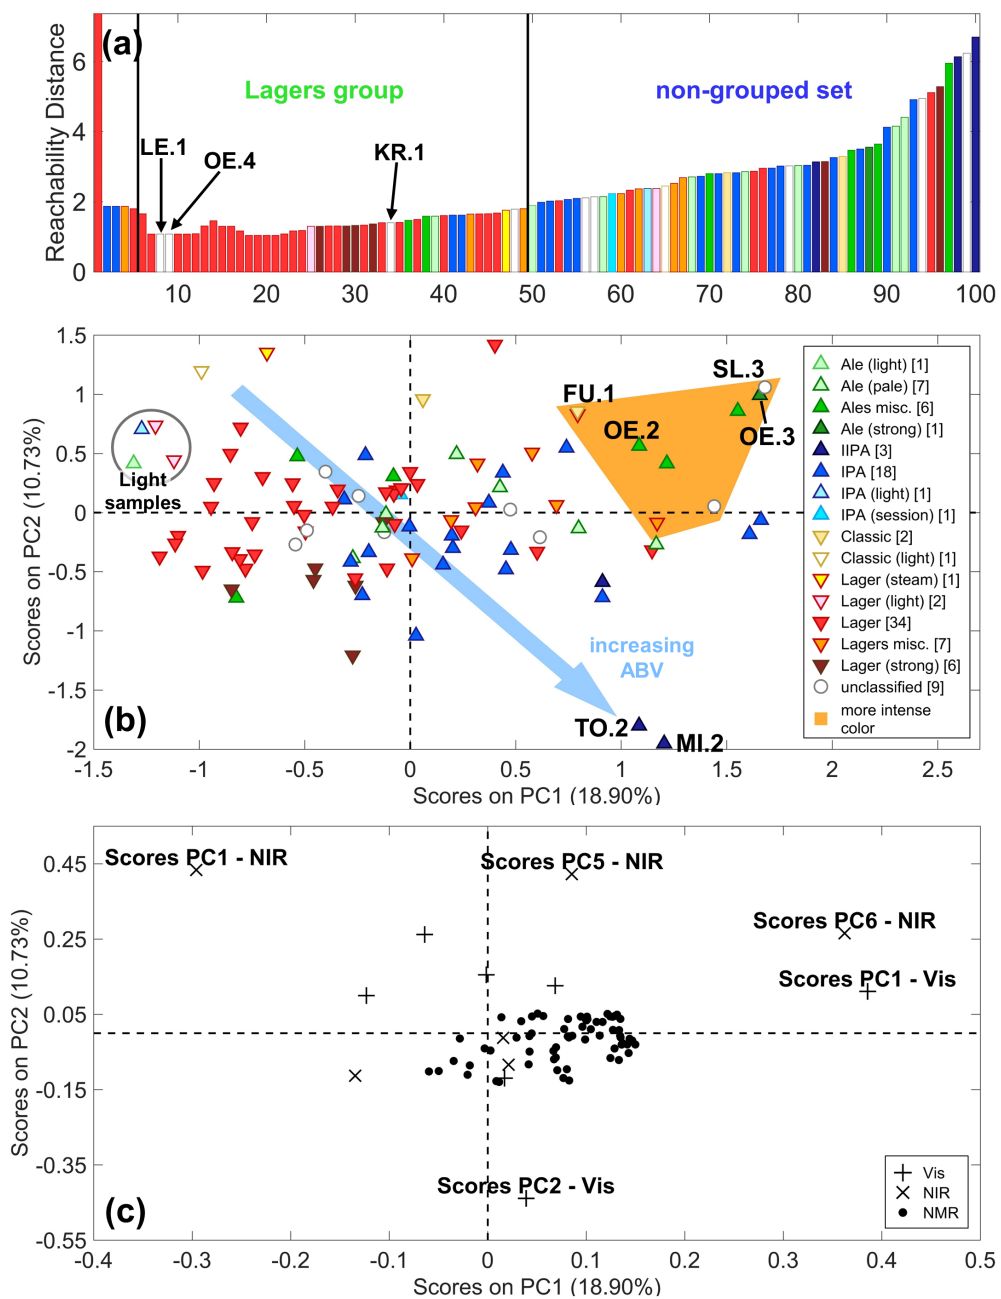 (a)
Reachability Distance
6
4
2
0
Lagers group
non-grouped set
LE.1
OE.4
KR.1
10 20 30 40 50 60 70 80 90 100
(b)
Scores on PC2 (10.73%)
1.5
1
0.5
0
-0.5
-1
-1.5
-2
Light
samples
FU.1
SL.3
OE.2
OE.3
increasing
ABV
TO.2
MI.2
Ale (light) [1]
Ale (pale) [7]
Ales misc. [6]
Ale (strong) [1]
IIPA [3]
IPA [18]
IPA (light) [1]
IPA (session) [1]
Classic [2]
Classic (light) [1]
Lager (steam) [1]
Lager (light) [2]
Lager [34]
Lagers misc. [7]
Lager (strong) [6]
unclassified [9]
more intense
color
-1.5 -1 -0.5 0 0.5 1 1.5 2 2.5
Scores on PC1 (18.90%)
(c)
Scores on PC2 (10.73%)
0.45
0.25
0.05
-0.15
-0.35
-0.55
Scores PC1 - NIR
Scores PC5 - NIR
Scores PC6 - NIR
Scores PC1 - Vis
Scores PC2 - Vis
Vis
NIR
NMR
-0.4 -0.3 -0.2 -0.1 0 0.1 0.2 0.3 0.4 0.5
Scores on PC1 (18.90%)